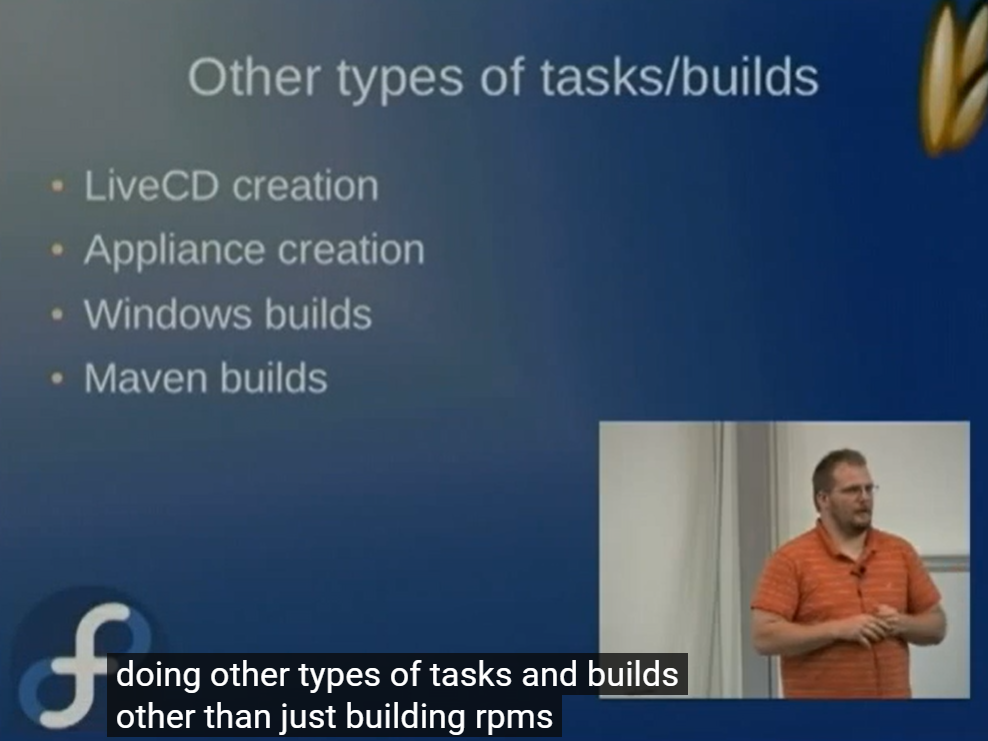 Other types of tasks/builds
• LiveCD creation
• Appliance creation
• Windows builds
• Maven builds
doing other types of tasks and builds
other than just building rpms